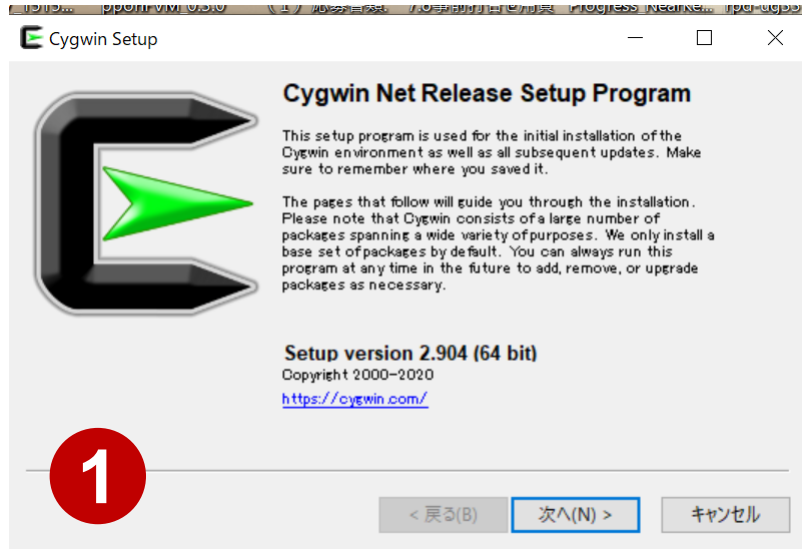 ppohFVM_0.3.0
Cygwin Setup
Cygwin Net Release Setup Program
This setup program is used for the initial installation of the
Cygwin environment as well as all subsequent updates. Make
sure to remember where you saved it.
The pages that follow will guide you through the installation.
Please note that Cygwin consists of a large number of
packages spanning a wide variety of purposes. We only install a
base set of packages by default. You can always run this
program at any time in the future to add, remove, or upgrade
packages as necessary.
Setup version 2.904 (64 bit)
Copyright 2000-2020
https://cygwin.com/
1
< 戻る(B)
次へ(N) >
キャンセル